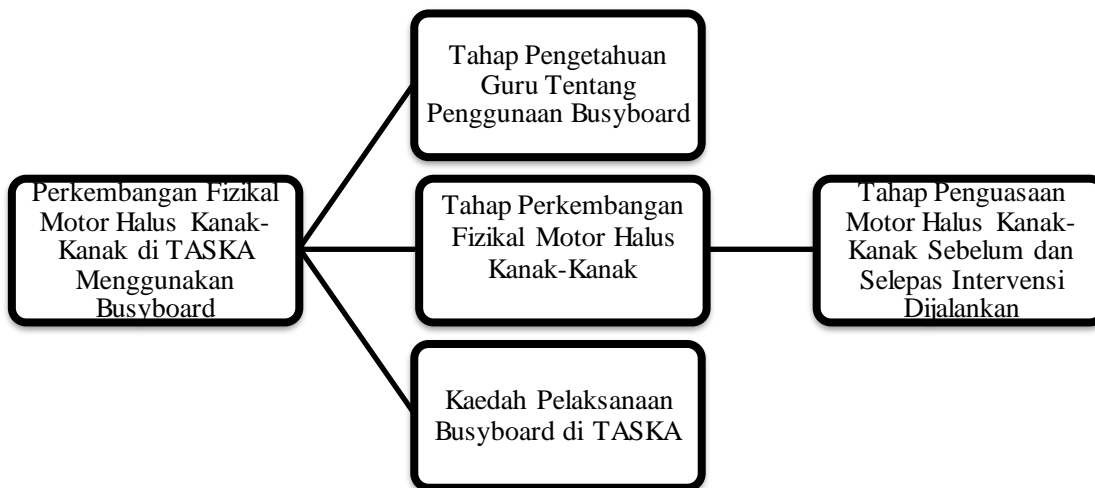 Perkembangan Fizikal
Motor Halus Kanak-
Kanak di TASKA
Menggunakan
Busyboard
Tahap Pengetahuan
Guru Tentang
Penggunaan Busyboard
Tahap Perkembangan
Fizikal Motor Halus
Kanak-Kanak
Kaedah Pelaksanaan
Busyboard di TASKA
Tahap Penguasaan
Motor Halus Kanak-
Kanak Sebelum dan
Selepas Intervensi
Dijalankan